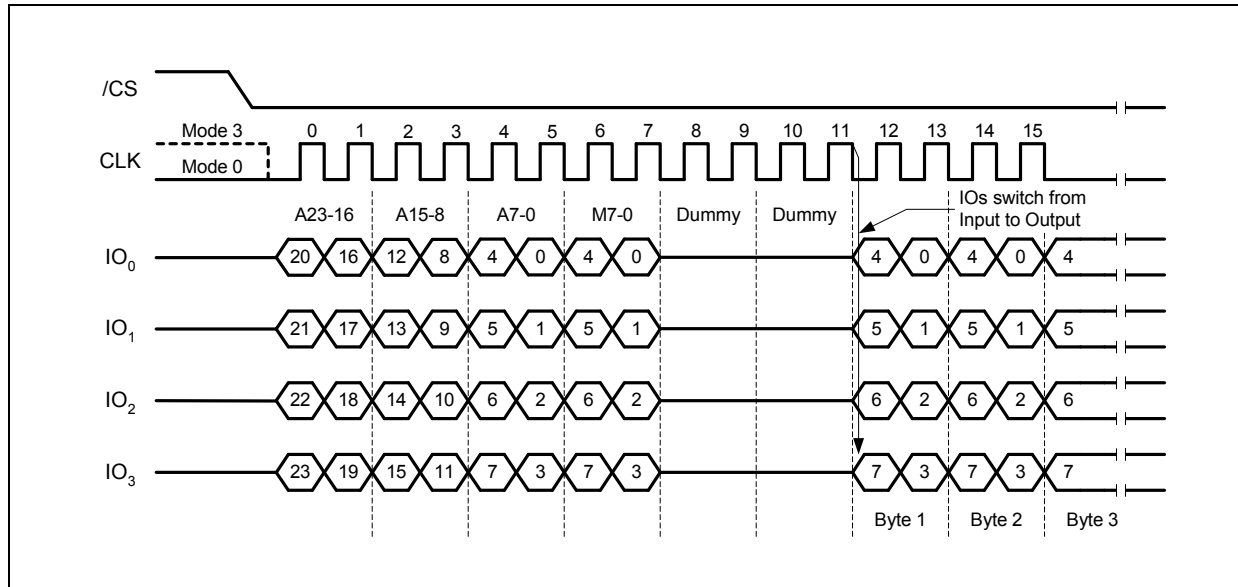 /CS
Mode 3 0 1 2 3 4 5 6 7 8 9 10 11 12 13 14 15
CLK
Mode 0
IOs switch from
Input to Output
A23-16 A15-8 A7-0 M7-0 Dummy Dummy
IO0 20 16 12 8 4 0 4 0 4 0 4 0 4
IO1 21 17 13 9 5 1 5 1 5 1 5 1 5
IO2 22 18 14 10 6 2 6 2 6 2 6 2 6
IO3 23 19 15 11 7 3 7 3 7 3 7 3 7
Byte 1 Byte 2 Byte 3